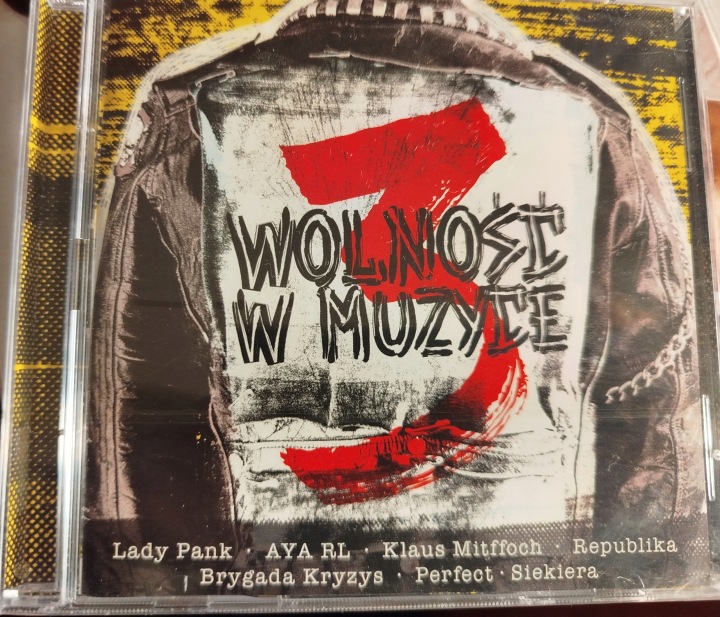 3
WOLNOŚĆ
W MUZYCE
Lady Pank · AYA RL · Klaus Mitffoch · Republika
Brygada Kryzys · Perfect · Siekiera